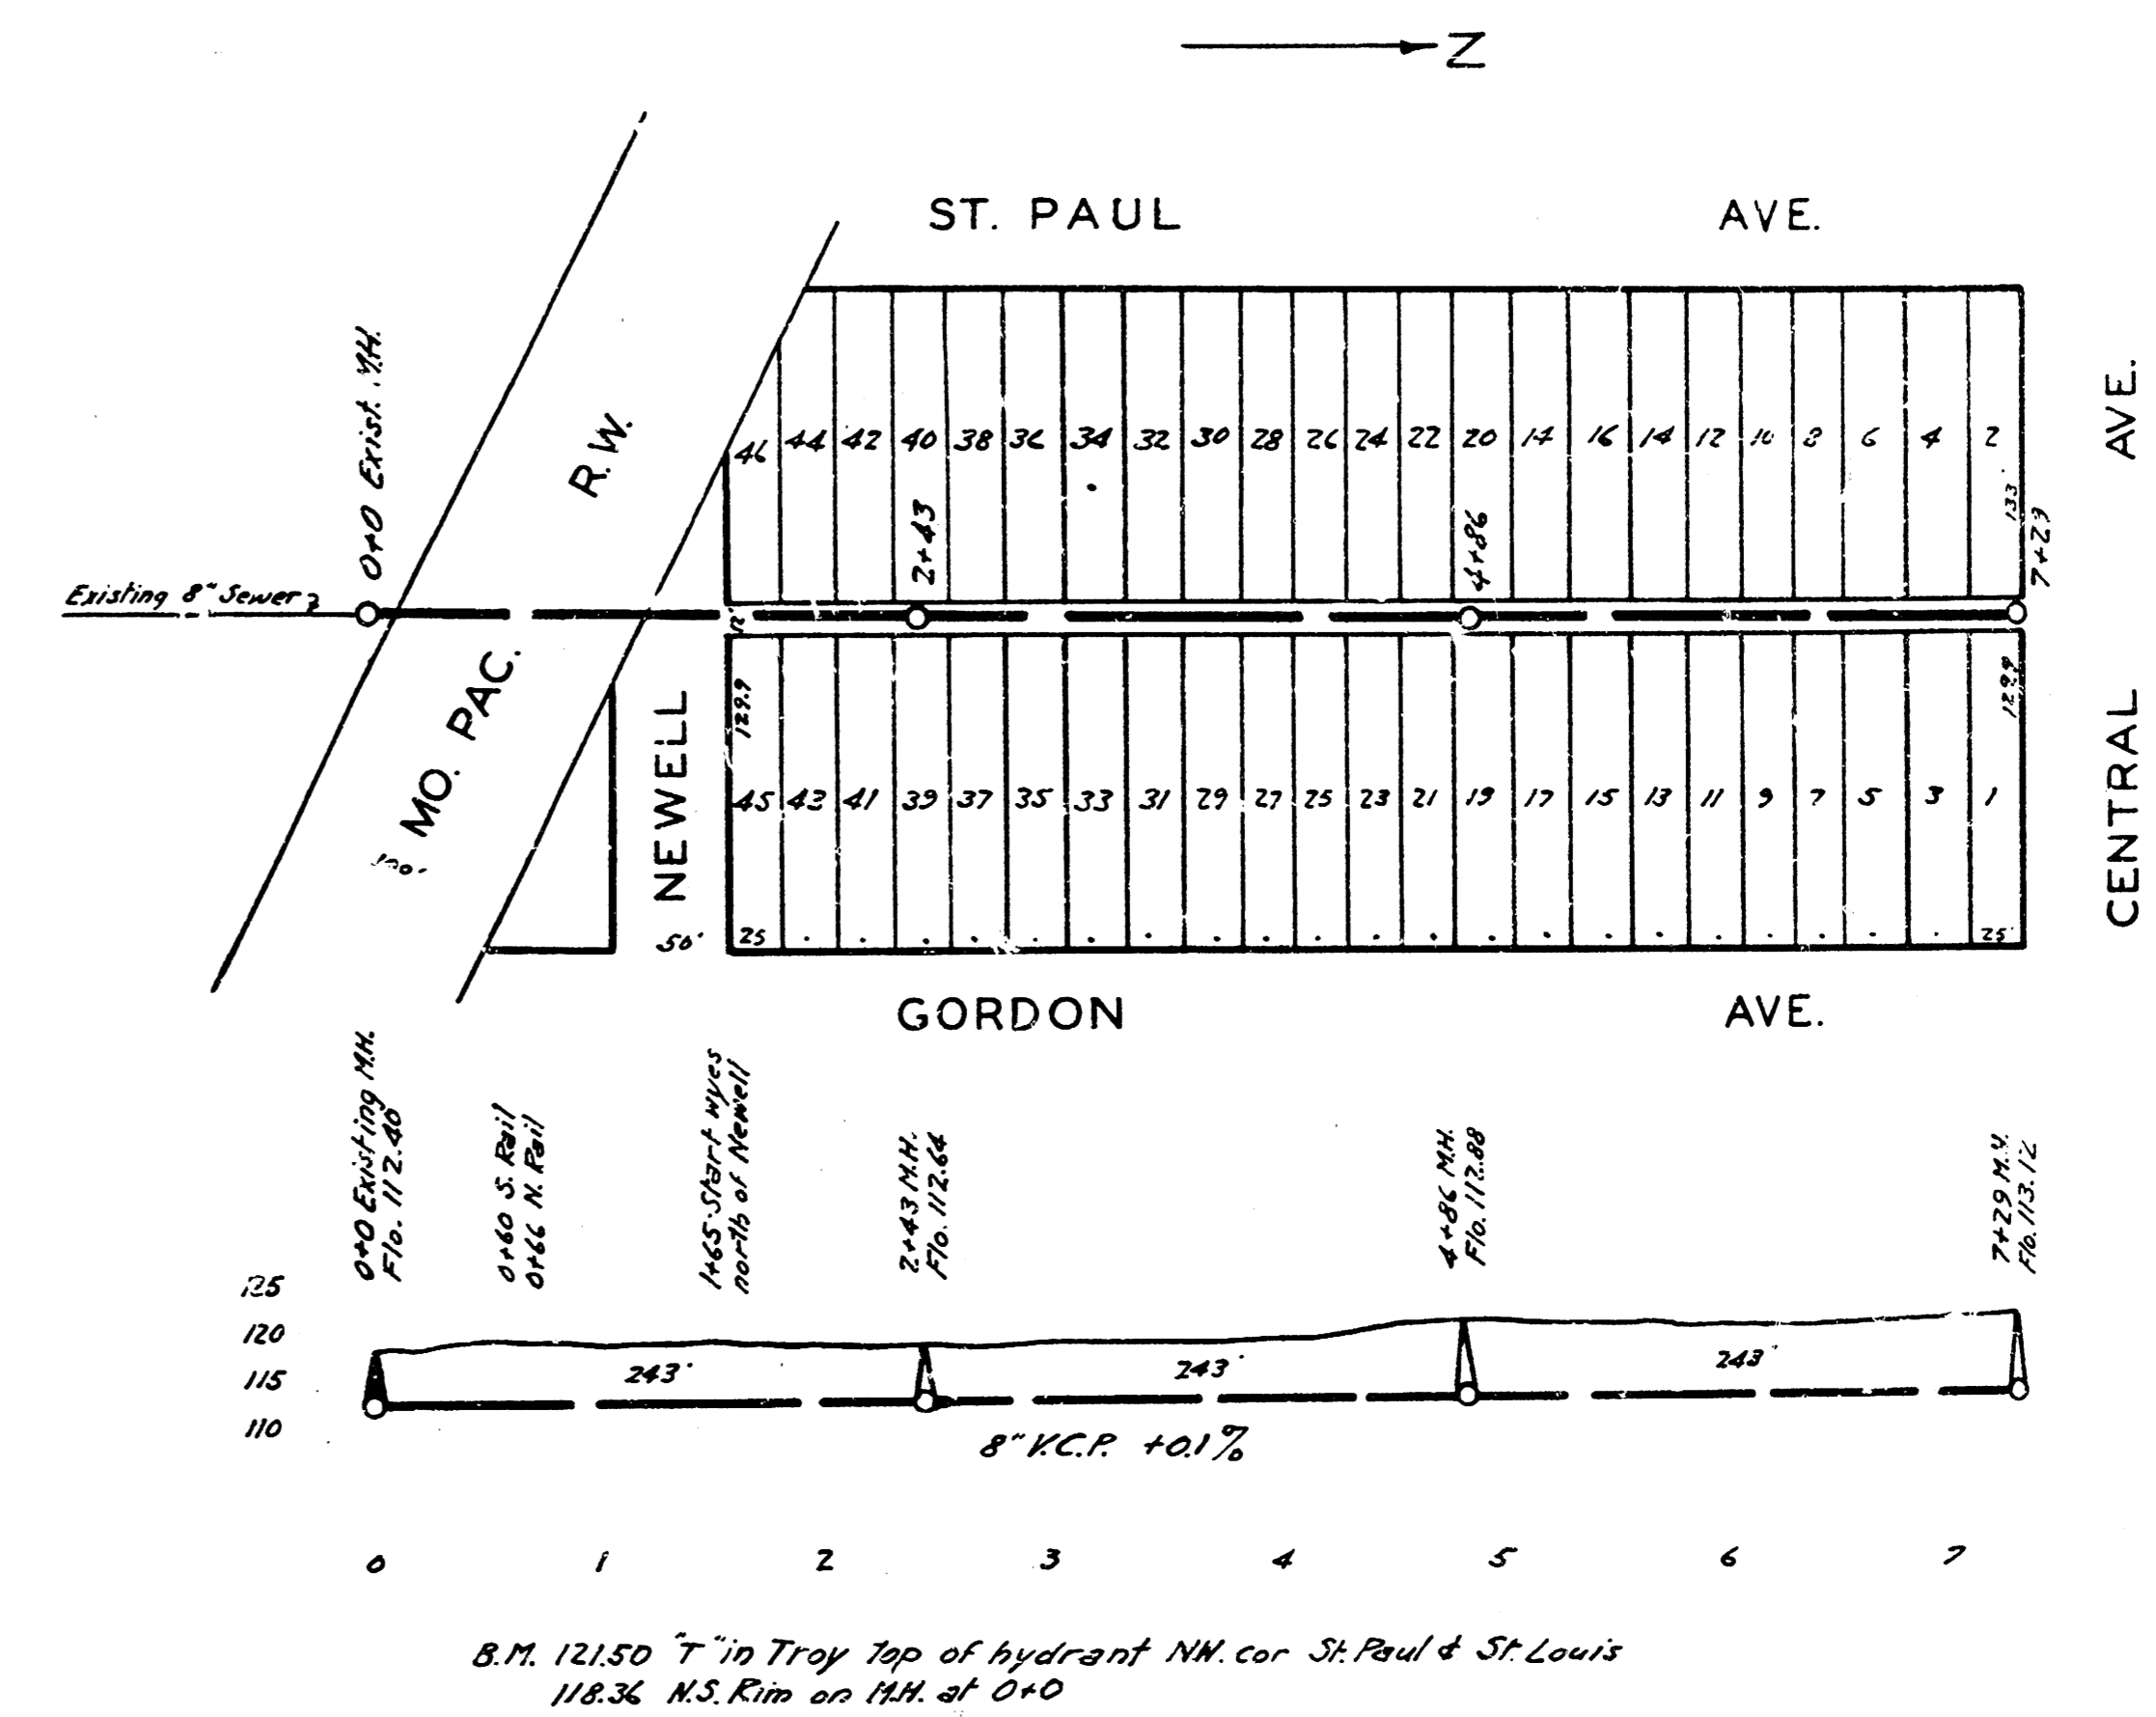 N
ST. PAUL AVE.
0+0 Exist. M.H.
R.W.
46 44 42 40 38 36 34 32 30 28 26 24 22 20 14 16 14 12 10 8 6 4 2
2+43
4+86
133
7+29
AVE.
Existing 8" Sewer
12'
MO. PAC.
100'
NEWELL
50'
129.9
129.9
45 43 41 39 37 35 33 31 29 27 25 23 21 19 17 15 13 11 9 7 5 3 1
25
25'
CENTRAL
GORDON AVE.
0+0 Existing M.H.
Flo. 112.40
0+60 S. Rail
0+66 N. Rail
1+65 Start wyes
north of Newell
2+43 M.H.
Flo. 112.64
4+86 M.H.
Flo. 112.88
7+29 M.H.
Flo. 113.12
125
120
115
110
243'
243'
243'
8" V.C.P. +0.1%
0 1 2 3 4 5 6 7
B.M. 121.50 "T" in Troy Top of hydrant NW. cor St. Paul & St. Louis
118.36 N.S. Rim on M.H. at 0+0